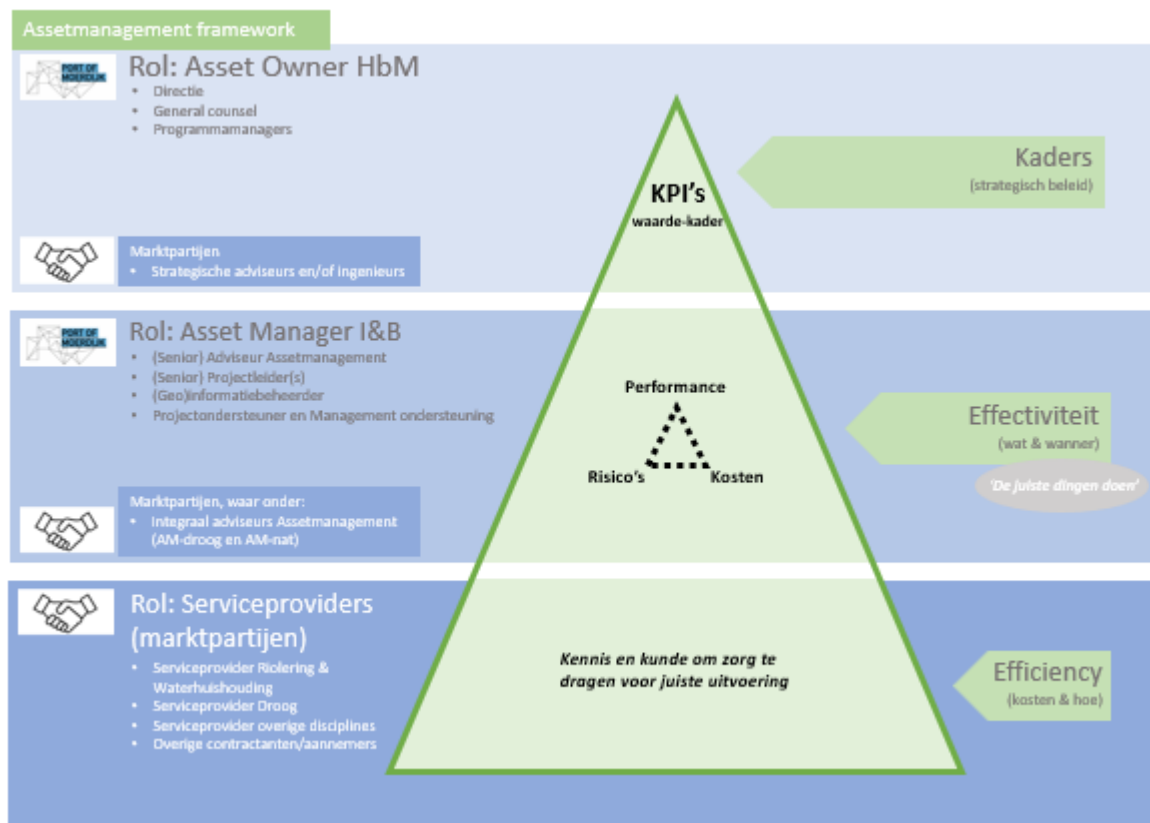 Assetmanagement framework
PORT OF
MOERDIJK
Rol: Asset Owner HbM
• Directie
• General counsel
• Programmamanagers
Marktpartijen
• Strategische adviseurs en/of ingenieurs
KPI's
waarde-kader
Kaders
(strategisch beleid)
PORT OF
MOERDIJK
Rol: Asset Manager I&B
• (Senior) Adviseur Assetmanagement
• (Senior) Projectleider(s)
• (Geo)informatiebeheerder
• Projectondersteuner en Management ondersteuning
Marktpartijen, waar onder:
• Integraal adviseurs Assetmanagement
(AM-droog en AM-nat)
Performance
Risico's
Kosten
Effectiviteit
(wat & wanner)
'De juiste dingen doen'
Rol: Serviceproviders
(marktpartijen)
• Serviceprovider Riolering &
Waterhuishouding
• Serviceprovider Droog
• Serviceprovider overige disciplines
• Overige contractanten/aannemers
Kennis en kunde om zorg te
dragen voor juiste uitvoering
Efficiency
(kosten & hoe)